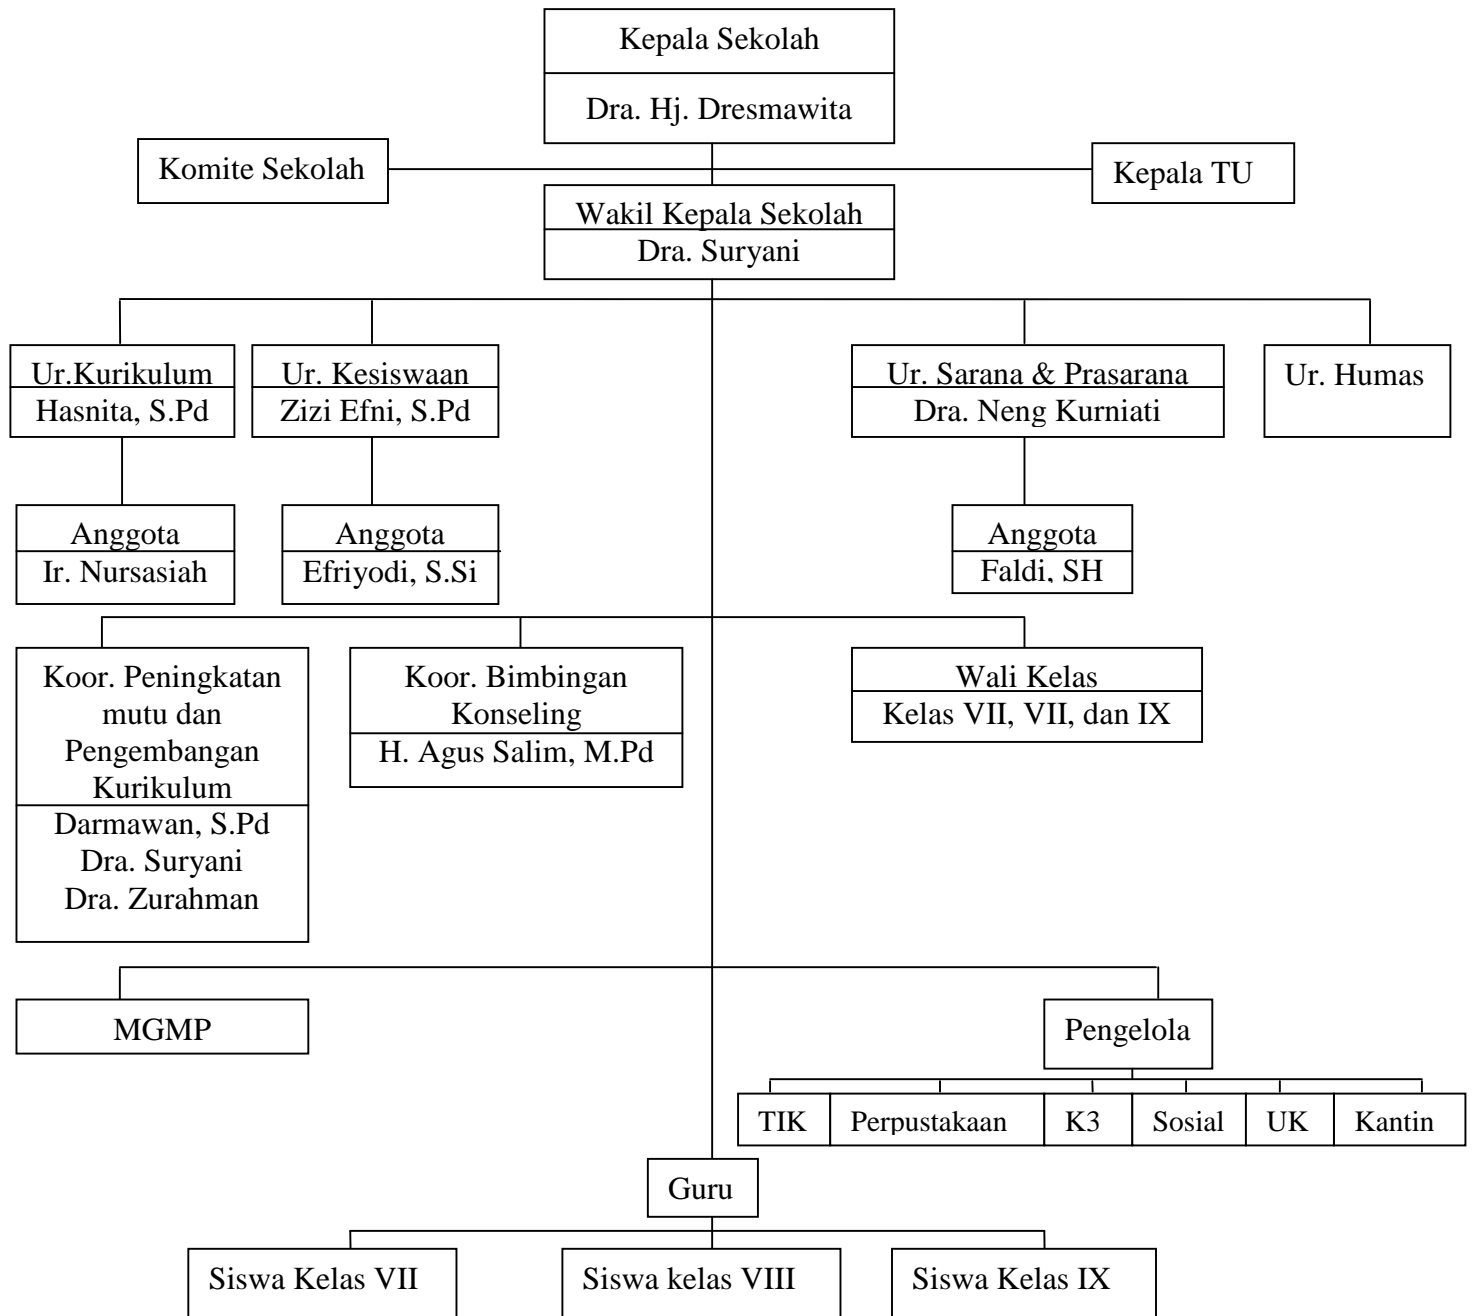 Kepala Sekolah
Dra. Hj. Dresmawita
Komite Sekolah
Kepala TU
Wakil Kepala Sekolah
Dra. Suryani
Ur.Kurikulum
Hasnita, S.Pd
Ur. Kesiswaan
Zizi Efni, S.Pd
Ur. Sarana & Prasarana
Dra. Neng Kurniati
Ur. Humas
Anggota
Ir. Nursasiah
Anggota
Efriyodi, S.Si
Anggota
Faldi, SH
Koor. Peningkatan
mutu dan
Pengembangan
Kurikulum
Darmawan, S.Pd
Dra. Suryani
Dra. Zurahman
Koor. Bimbingan
Konseling
H. Agus Salim, M.Pd
Wali Kelas
Kelas VII, VII, dan IX
MGMP
Pengelola
TIK
Perpustakaan
K3
Sosial
UK
Kantin
Guru
Siswa Kelas VII
Siswa kelas VIII
Siswa Kelas IX